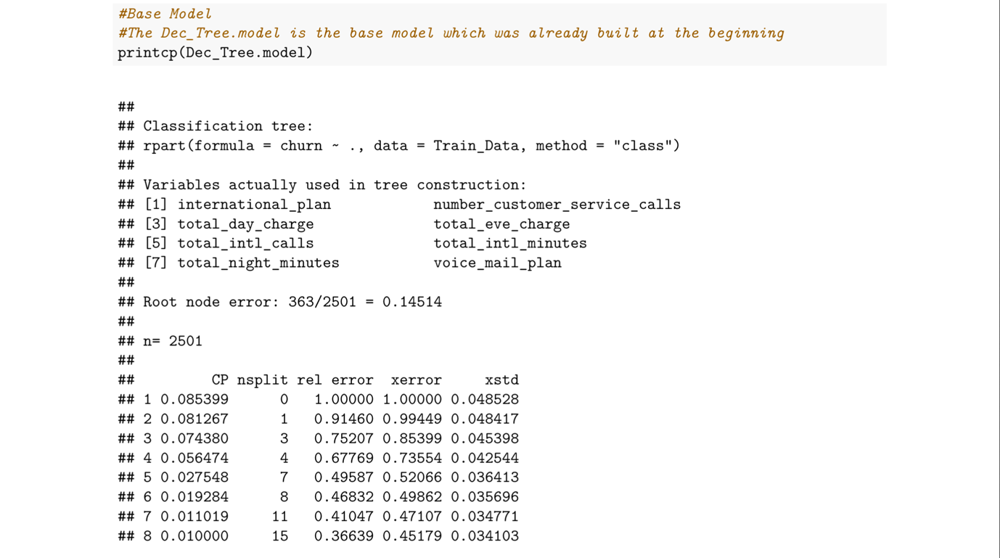 #Base Model
#The Dec_Tree.model is the base model which was already built at the beginning
printcp(Dec_Tree.model)
##
## Classification tree:
## rpart(formula = churn ~ ., data = Train_Data, method = "class")
##
## Variables actually used in tree construction:
## [1] international_plan            number_customer_service_calls
## [3] total_day_charge              total_eve_charge
## [5] total_intl_calls              total_intl_minutes
## [7] total_night_minutes           voice_mail_plan
##
## Root node error: 363/2501 = 0.14514
##
## n= 2501
##
##         CP nsplit rel error  xerror     xstd
## 1 0.085399      0   1.00000 1.00000 0.048528
## 2 0.081267      1   0.91460 0.99449 0.048417
## 3 0.074380      3   0.75207 0.85399 0.045398
## 4 0.056474      4   0.67769 0.73554 0.042544
## 5 0.027548      7   0.49587 0.52066 0.036413
## 6 0.019284      8   0.46832 0.49862 0.035696
## 7 0.011019     11   0.41047 0.47107 0.034771
## 8 0.010000     15   0.36639 0.45179 0.034103